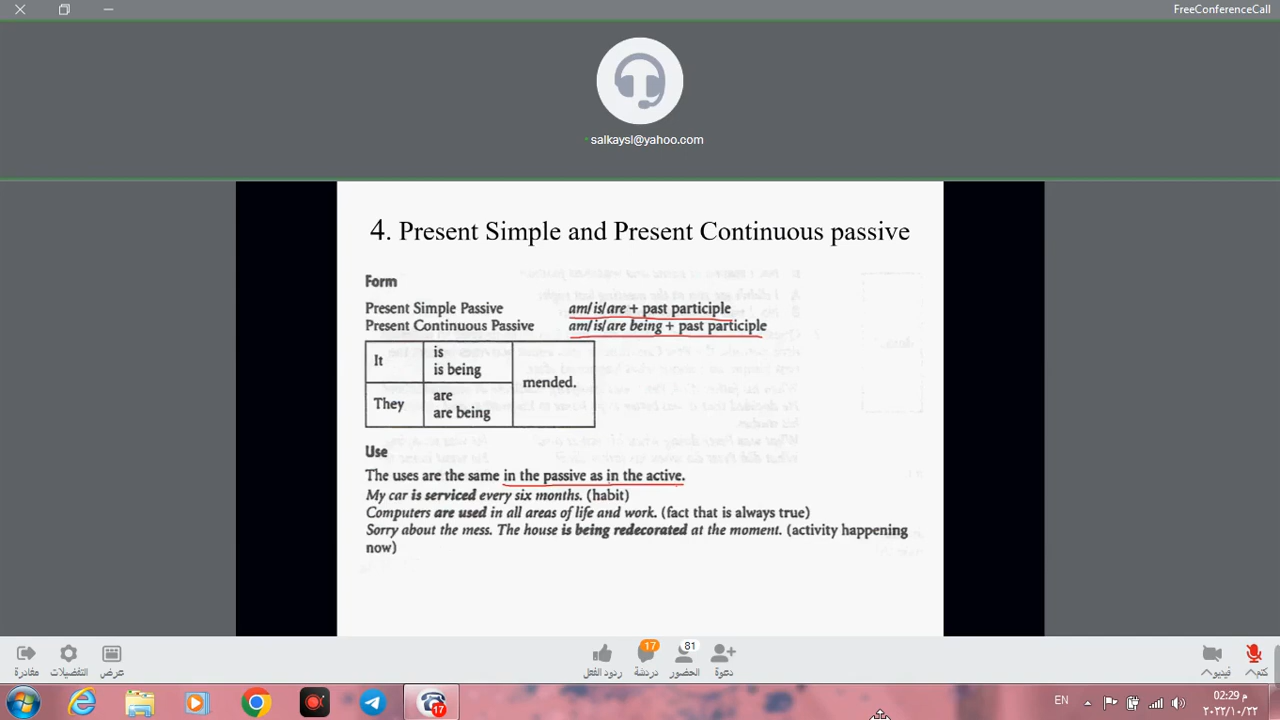 FreeConferenceCall
salkaysl@yahoo.com
4. Present Simple and Present Continuous passive
Form
Present Simple Passive am/is/are + past participle
Present Continuous Passive am/is/are being + past participle
It is
is being
mended.
They are
are being
Use
The uses are the same in the passive as in the active.
My car is serviced every six months. (habit)
Computers are used in all areas of life and work. (fact that is always true)
Sorry about the mess. The house is being redecorated at the moment. (activity happening
now)
مغادرة التفضيلات عرض ردود الفعل دردشة 17 الحضور 81 دعوة فيديو كتم
17 EN 02:29 م
٢٠٢٢/١٠/٢٢